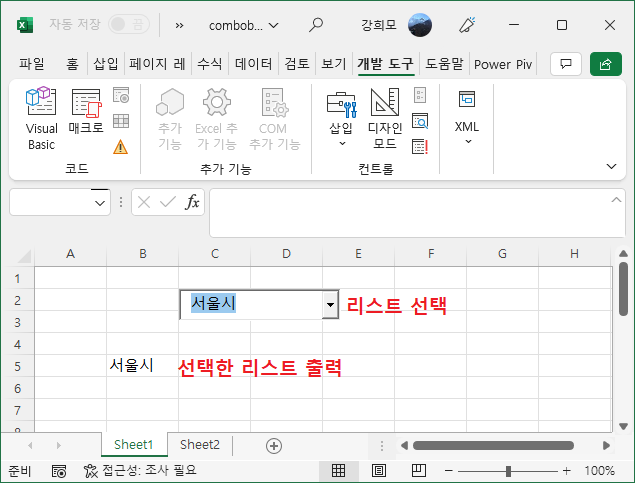 자동 저장 끔 » combob...
강희모
파일 홈 삽입 페이지 레 수식 데이터 검토 보기 개발 도구 도움말 Power Piv
Visual Basic 매크로 추가 기능 Excel 추가 기능 COM 추가 기능 삽입 디자인 모드 XML
코드 추가 기능 컨트롤
fx
A B C D E F G H
1
2 서울시 리스트 선택
3
4
5 서울시 선택한 리스트 출력
6
7
Sheet1 Sheet2
준비 접근성: 조사 필요 100%